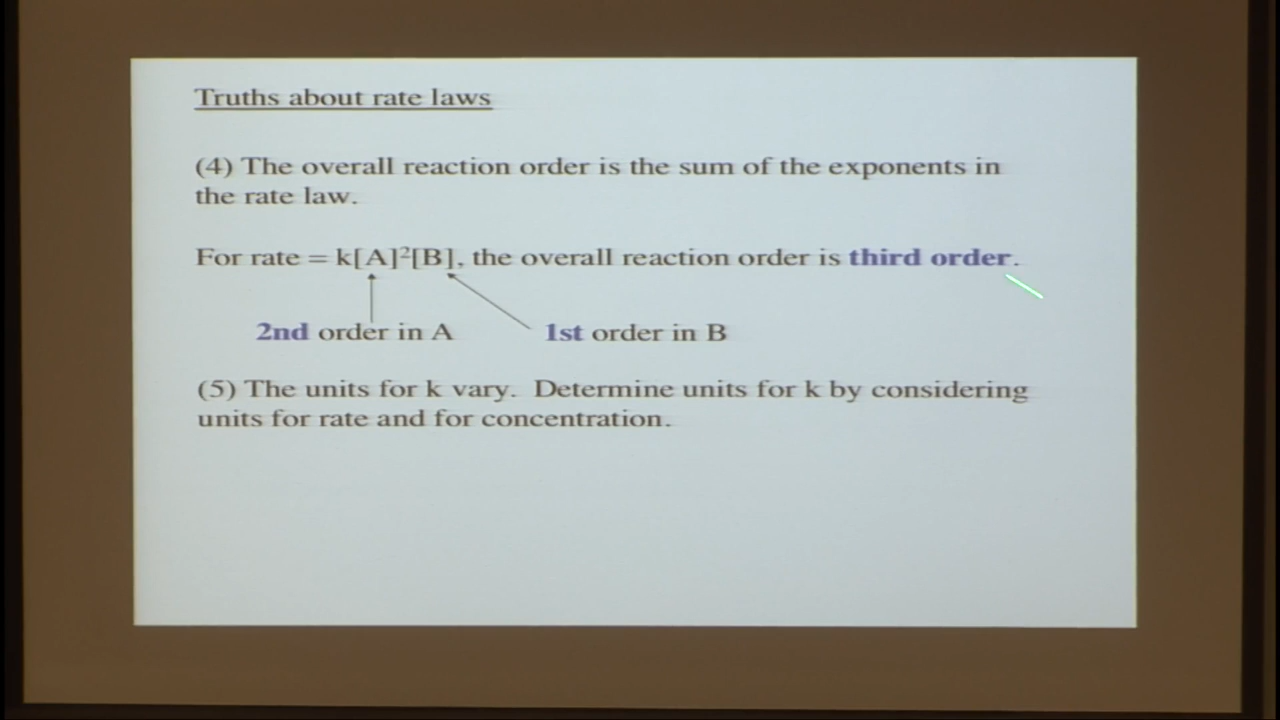 Truths about rate laws
(4) The overall reaction order is the sum of the exponents in
the rate law.
For rate = k[A]²[B], the overall reaction order is third order.
2nd order in A 1st order in B
(5) The units for k vary. Determine units for k by considering
units for rate and for concentration.